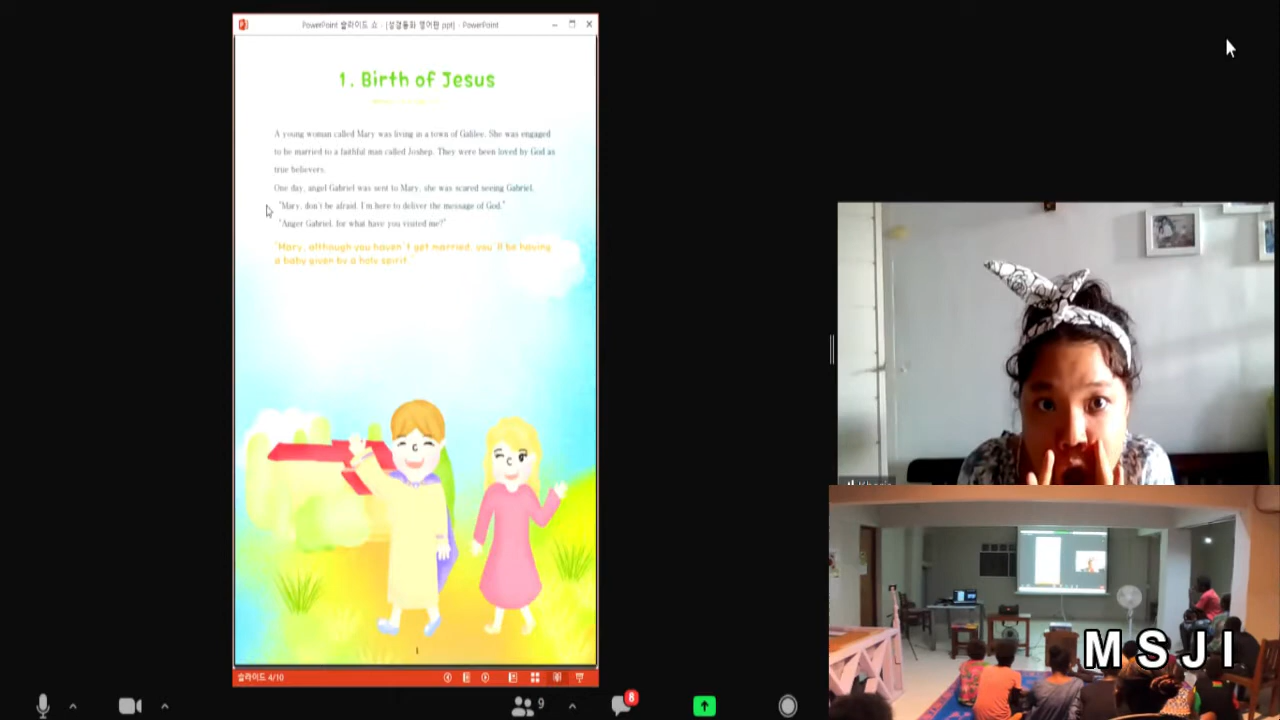 PowerPoint 슬라이드 쇼 - [성경동화 영어판.ppt] - PowerPoint
1. Birth of Jesus
A young woman called Mary was living in a town of Galilee. She was engaged
to be married to a faithful man called Joshep. They were been loved by God as
true believers.
One day, angel Gabriel was sent to Mary, she was scared seeing Gabriel.
"Mary, don't be afraid. I'm here to deliver the message of God."
"Anger Gabriel, for what have you visited me?"
"Mary, although you haven't get married, you'll be having
a baby given by a holy spirit.
1
슬라이드 4/10
9
8
MSJI